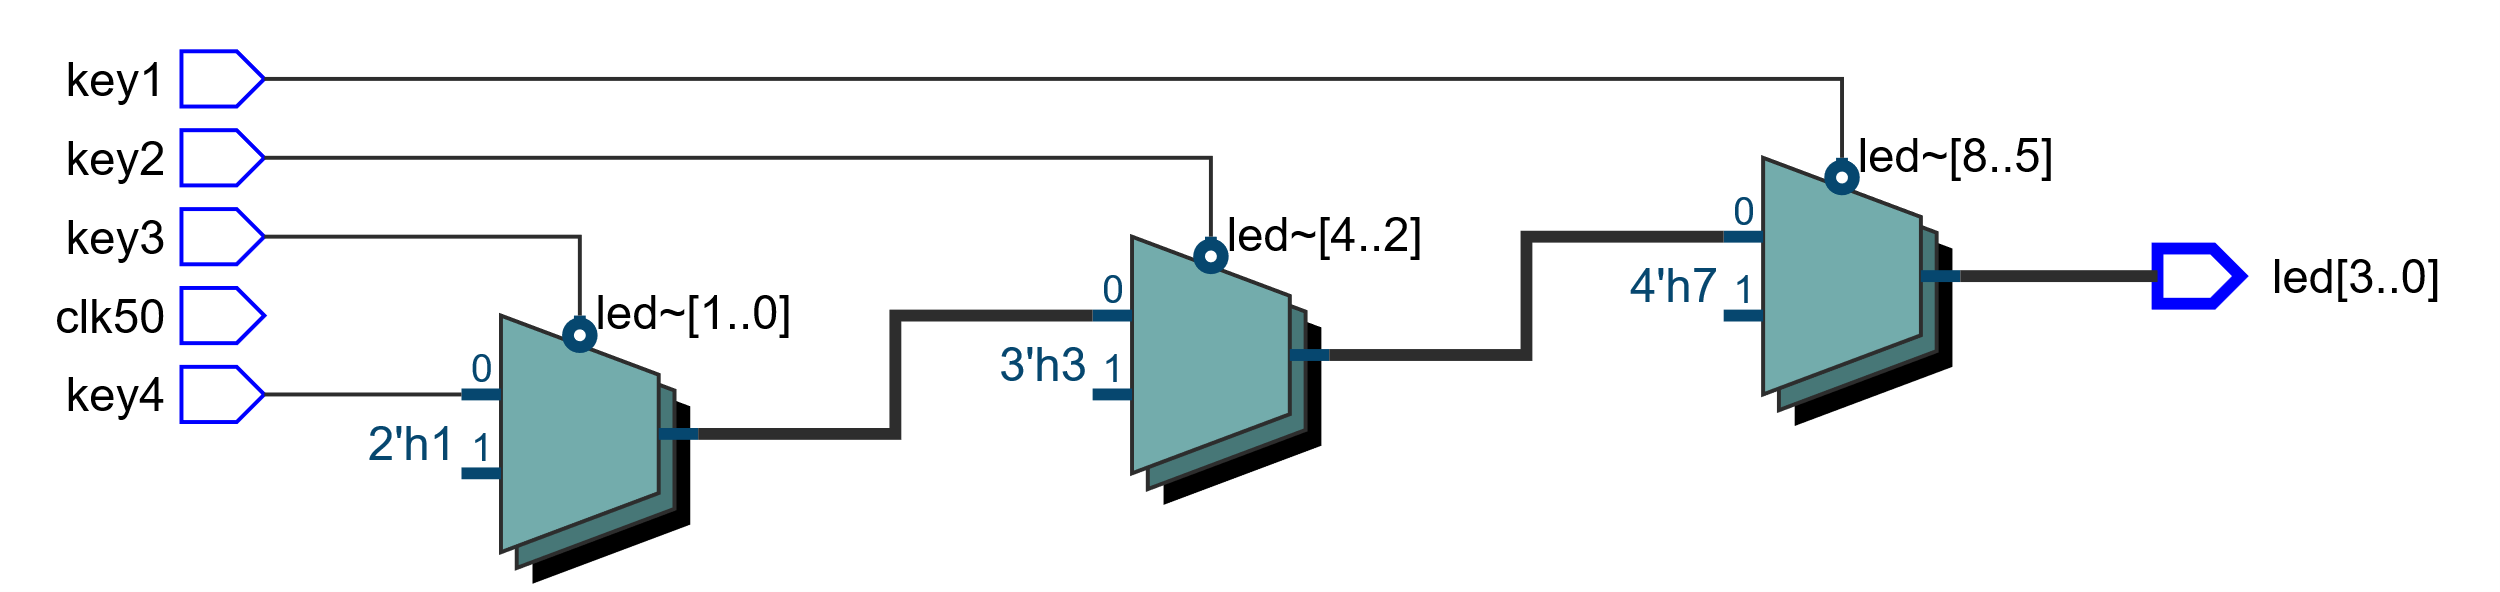 key1
key2
key3
clk50
key4
led~[1..0]
0
2'h1 1
led~[4..2]
0
3'h3 1
led~[8..5]
0
4'h7 1
led[3..0]